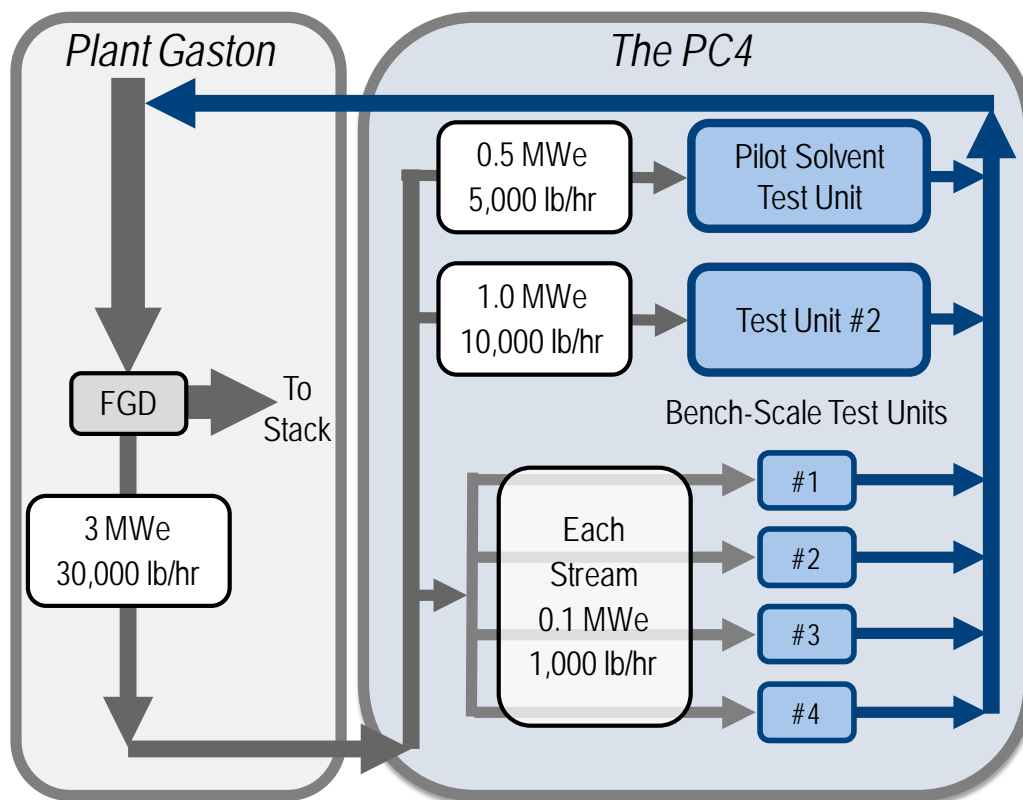 Plant Gaston
The PC4
0.5 MWe
5,000 lb/hr
Pilot Solvent
Test Unit
1.0 MWe
10,000 lb/hr
Test Unit #2
FGD
To
Stack
3 MWe
30,000 lb/hr
Bench-Scale Test Units
Each
Stream
0.1 MWe
1,000 lb/hr
#1
#2
#3
#4